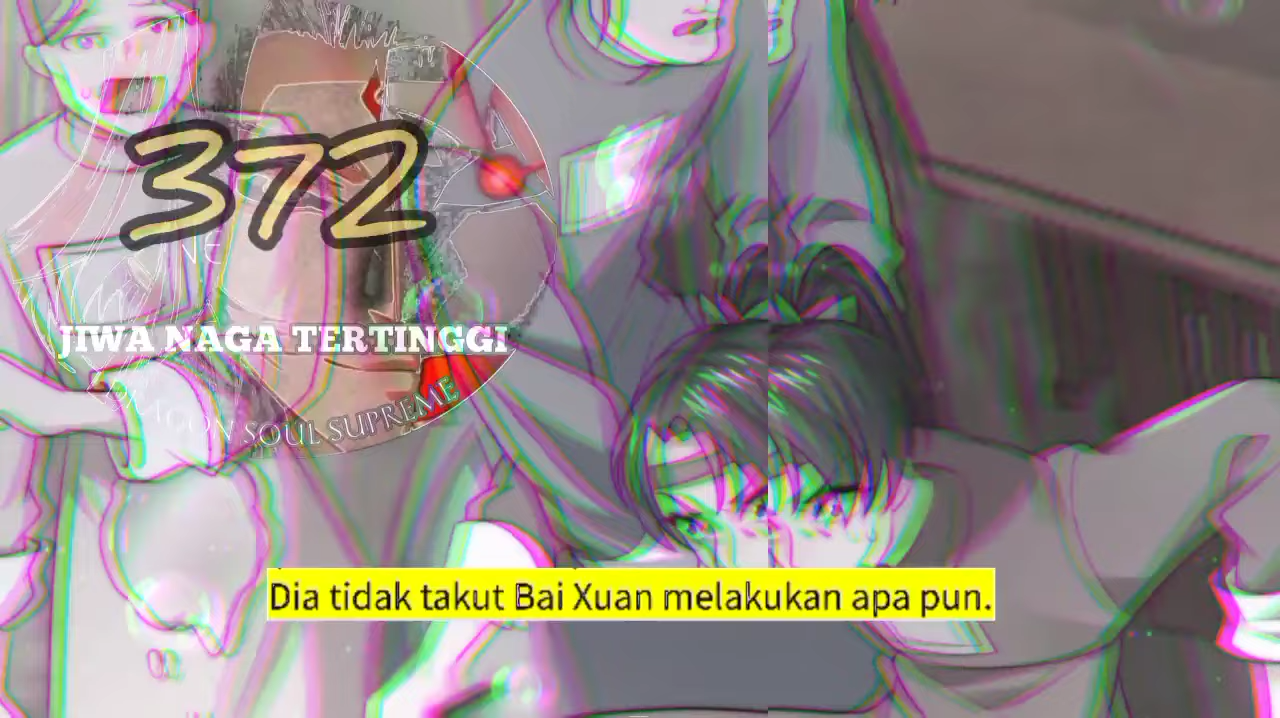 372
JIWA NAGA TERTINGGI
DRAGON SOUL SUPREME
Dia tidak takut Bai Xuan melakukan apa pun.